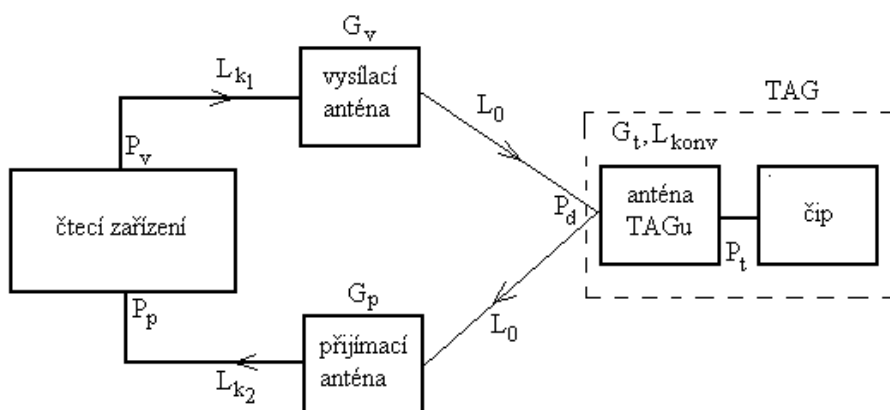 G_v
L_k1
vysílací
anténa
L_0
TAG
P_v
G_t, L_konv
čtecí zařízení
P_d
anténa
TAGu
čip
P_t
P_p
G_p
L_0
přijímací
anténa
L_k2